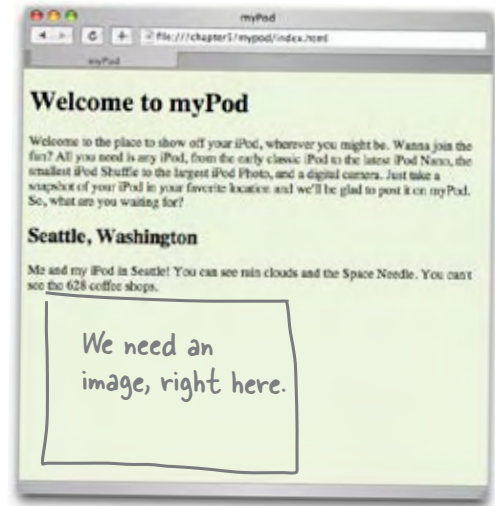 myPod
file:///chapter5/mypod/index.html
myPod
Welcome to myPod
Welcome to the place to show off your iPod, wherever you might be. Wanna join the
fun? All you need is any iPod, from the early classic iPod to the latest iPod Nano, the
smallest iPod Shuffle to the largest iPod Photo, and a digital camera. Just take a
snapshot of your iPod in your favorite location and we'll be glad to post it on myPod.
So, what are you waiting for?
Seattle, Washington
Me and my iPod in Seattle! You can see rain clouds and the Space Needle. You can't
see the 628 coffee shops.
We need an
image, right here.